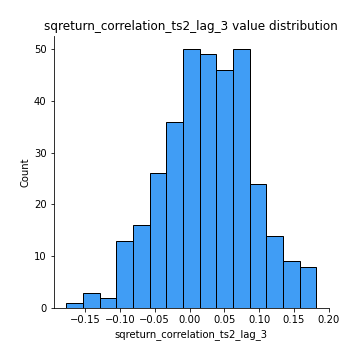 sqreturn_correlation_ts2_lag_3 value distribution
50
40
30
20
10
0
Count
−0.15 −0.10 −0.05 0.00 0.05 0.10 0.15 0.20
sqreturn_correlation_ts2_lag_3